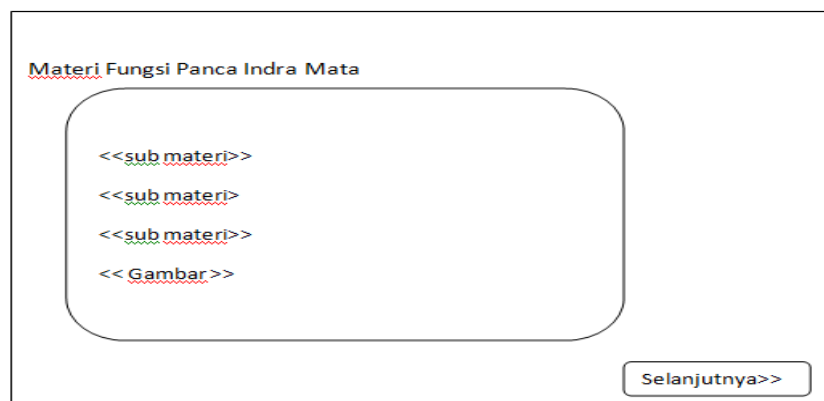 Materi Fungsi Panca Indra Mata
<<sub materi>>
<<sub materi>
<<sub materi>>
<< Gambar>>
Selanjutnya>>